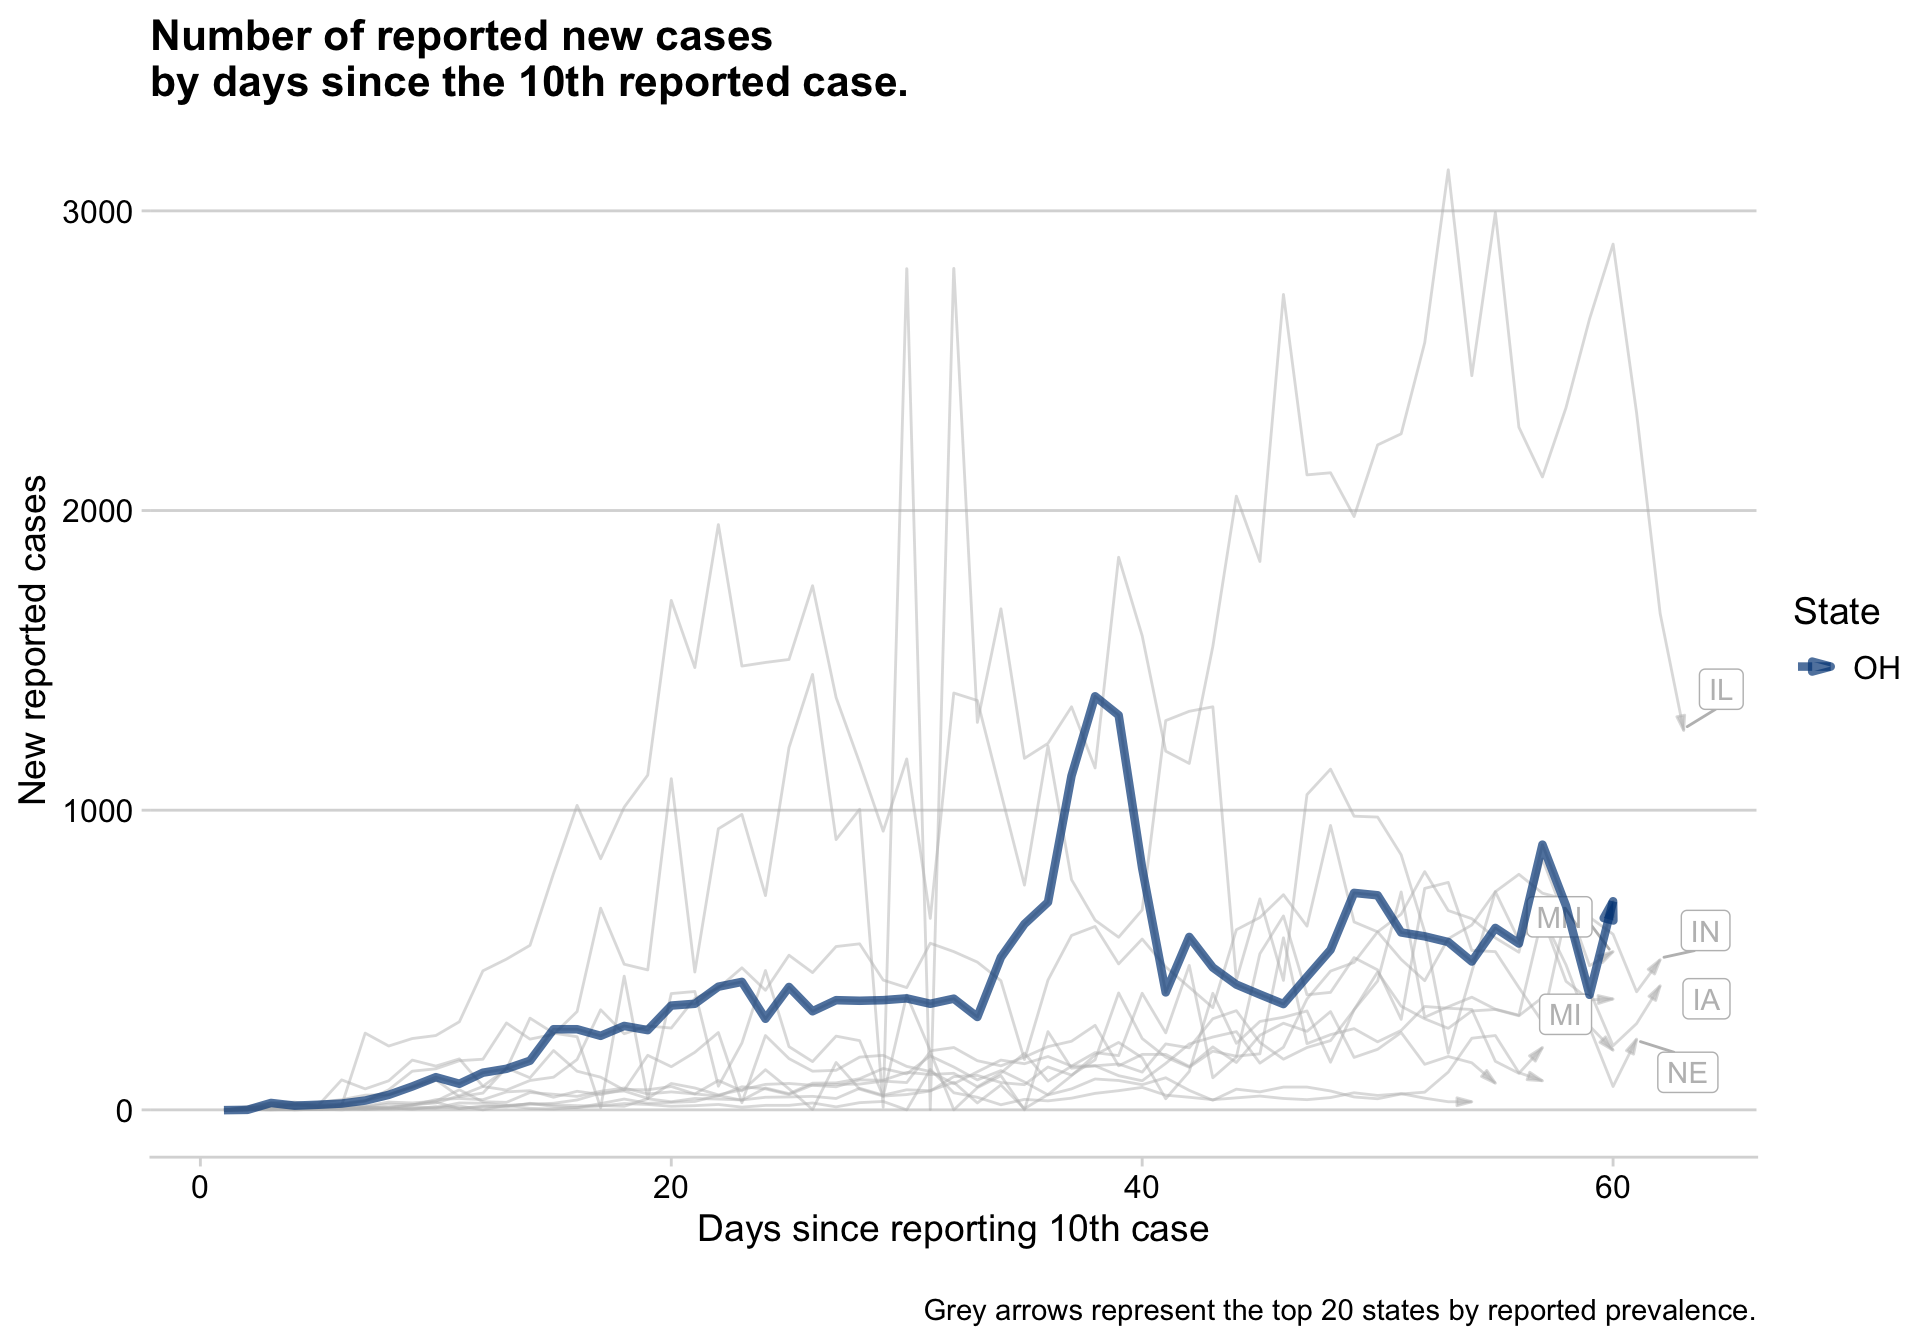 Number of reported new cases
by days since the 10th reported case.
New reported cases
3000
2000
1000
0
0
20
40
60
Days since reporting 10th case
IL
MN
IN
IA
MI
NE
State
OH
Grey arrows represent the top 20 states by reported prevalence.